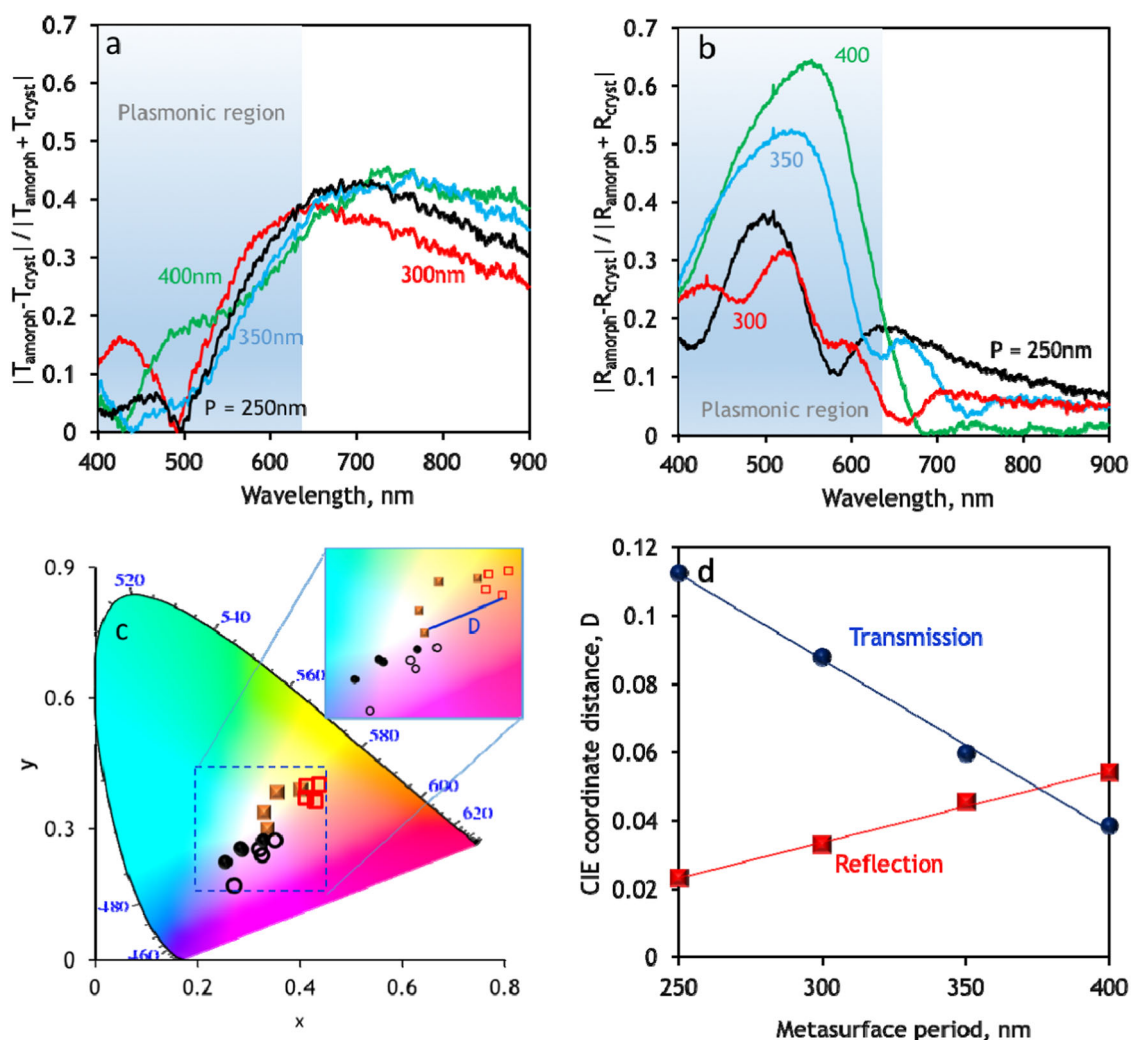 a
|Tamorph-Tcryst| / |Tamorph+ Tcryst|
0.7
0.6
0.5
0.4
0.3
0.2
0.1
0
Plasmonic region
400nm
300nm
350nm
P = 250nm
400 500 600 700 800 900
Wavelength, nm
b
|Ramorph-Rcryst| / |Ramorph + Rcryst|
0.7
0.6
0.5
0.4
0.3
0.2
0.1
0
400
350
300
P = 250nm
Plasmonic region
400 500 600 700 800 900
Wavelength, nm
c
y
0.9
0.6
0.3
0
520
540
560
580
600
620
480
460
D
0 0.2 0.4 0.6 0.8
x
d
CIE coordinate distance, D
0.12
0.1
0.08
0.06
0.04
0.02
0
Transmission
Reflection
250 300 350 400
Metasurface period, nm